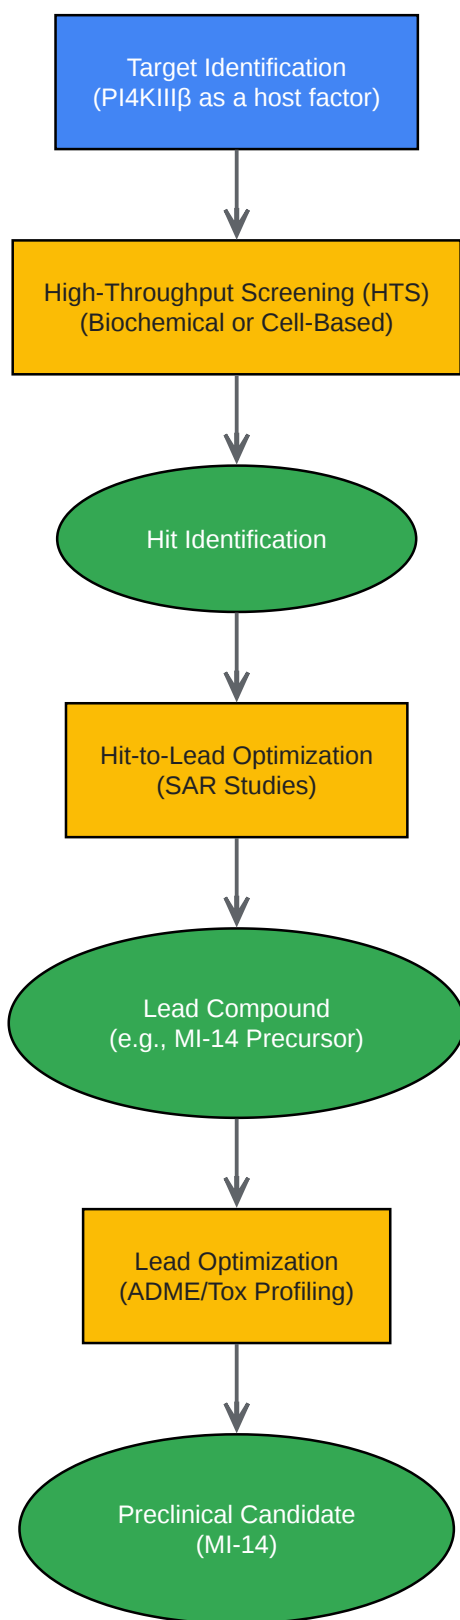 Target Identification
(PI4KIIIβ as a host factor)
High-Throughput Screening (HTS)
(Biochemical or Cell-Based)
Hit Identification
Hit-to-Lead Optimization
(SAR Studies)
Lead Compound
(e.g., MI-14 Precursor)
Lead Optimization
(ADME/Tox Profiling)
Preclinical Candidate
(MI-14)